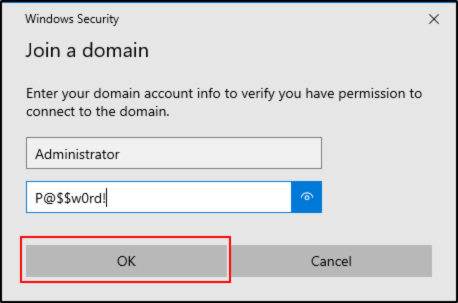 Windows Security
Join a domain
Enter your domain account info to verify you have permission to
connect to the domain.
Administrator
P@$$w0rd!
OK
Cancel